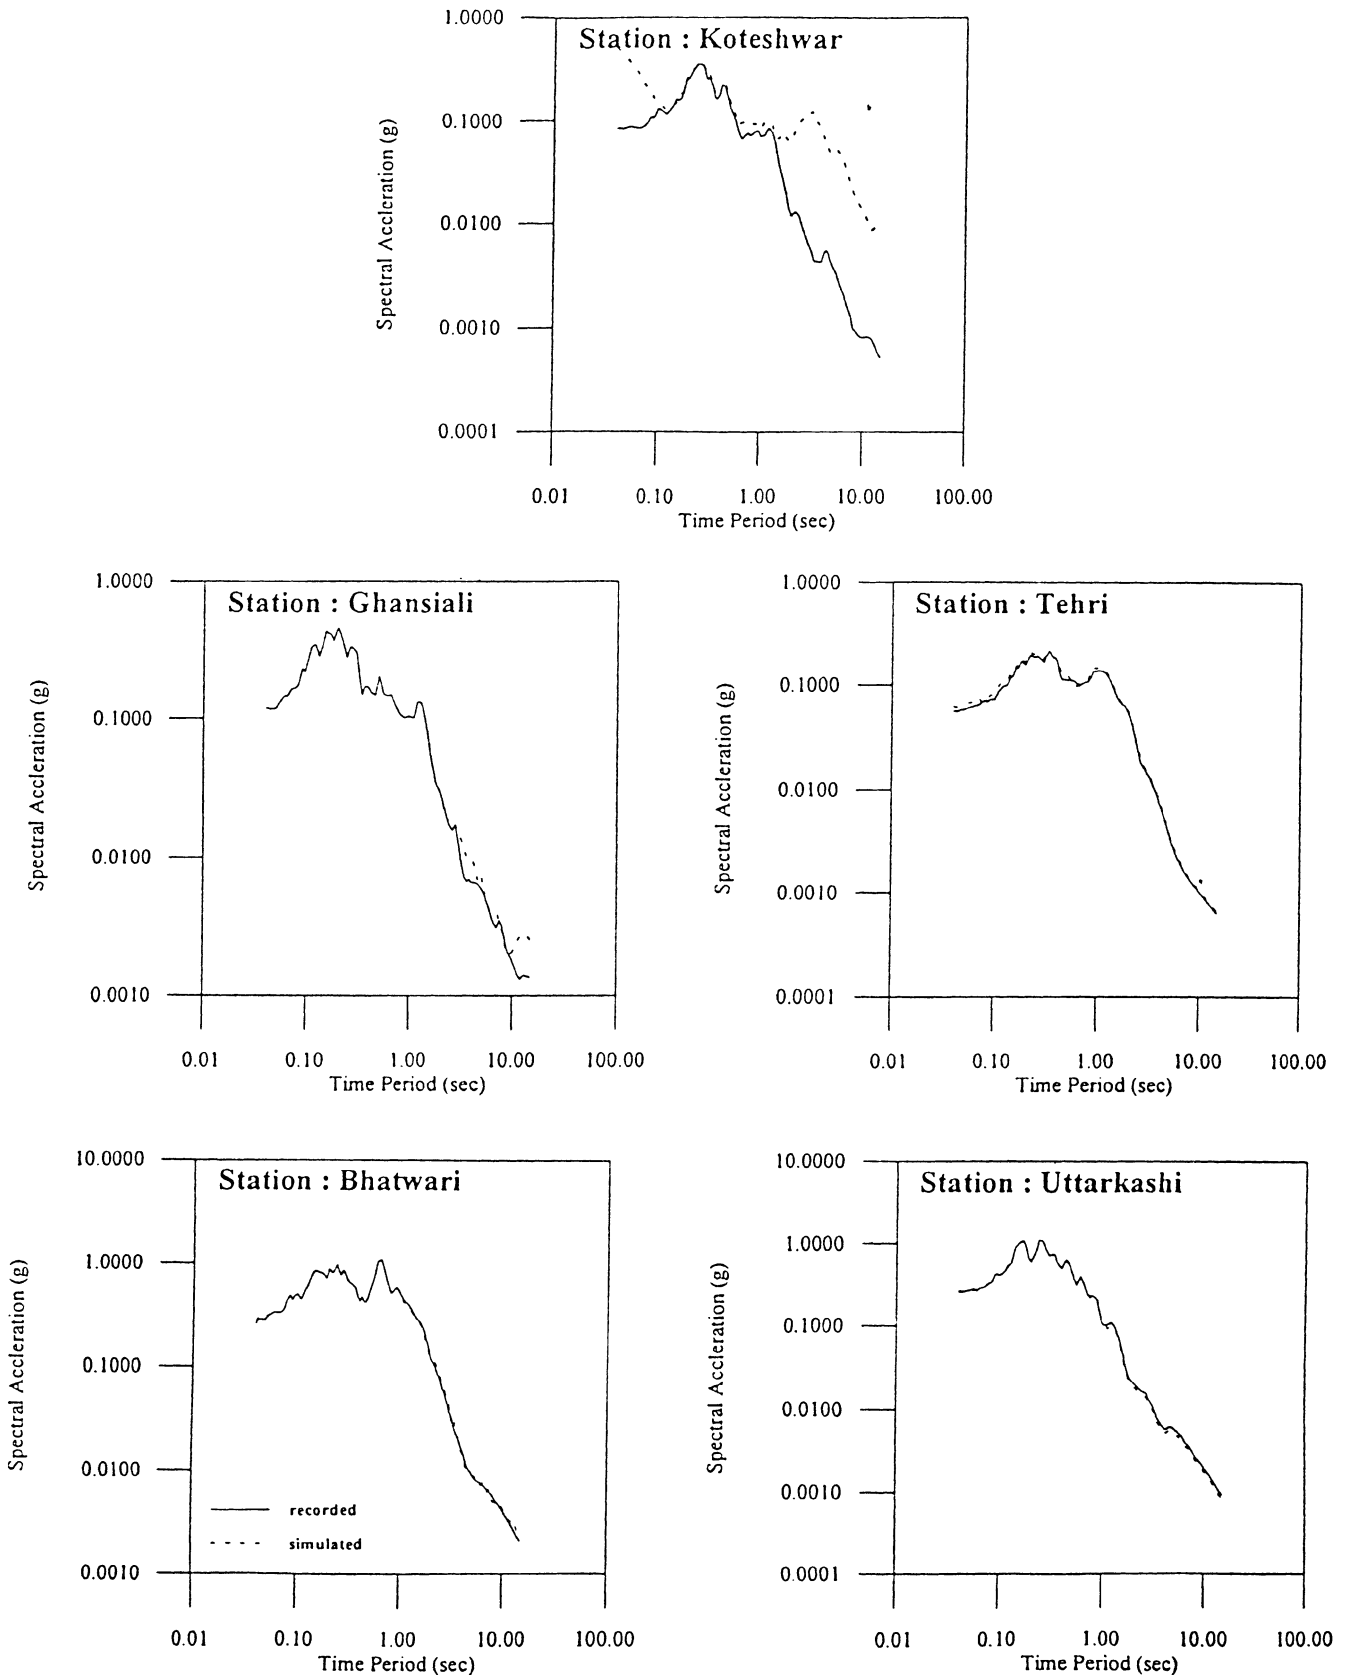 Station : Koteshwar
1.0000
0.1000
0.0100
0.0010
0.0001
Spectral Accleration (g)
0.01 0.10 1.00 10.00 100.00
Time Period (sec)
Station : Ghansiali
1.0000
0.1000
0.0100
0.0010
Spectral Accleration (g)
0.01 0.10 1.00 10.00 100.00
Time Period (sec)
Station : Tehri
1.0000
0.1000
0.0100
0.0010
0.0001
Spectral Accleration (g)
0.01 0.10 1.00 10.00 100.00
Time Period (sec)
Station : Bhatwari
10.0000
1.0000
0.1000
0.0100
0.0010
Spectral Accleration (g)
recorded
simulated
0.01 0.10 1.00 10.00 100.00
Time Period (sec)
Station : Uttarkashi
10.0000
1.0000
0.1000
0.0100
0.0010
0.0001
Spectral Accleration (g)
0.01 0.10 1.00 10.00 100.00
Time Period (sec)